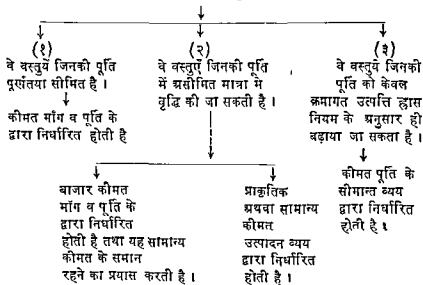 (१)
वे वस्तुयें जिनकी पूर्ति
पूर्णतया सीमित है ।
कीमत माँग व पूर्ति के
द्वारा निर्धारित होती है
(२)
वे वस्तुएँ जिनकी पूर्ति
में असीमित मात्रा मे
वृद्धि की जा सकती है ।
बाजार कीमत
माँग व पूर्ति के
द्वारा निर्धारित
होती है तथा यह सामान्य
कीमत के समान
रहने का प्रयास करती है ।
प्राकृतिक
अथवा सामान्य
कीमत
उत्पादन व्यय
द्वारा निर्धारित
होती है ।
(३)
वे वस्तुये जिनकी
पूर्ति को केवल
क्रमागत उत्पत्ति ह्रास
नियम के अनुसार ही
बढ़ाया जा सकता है ।
कीमत पूर्ति के
सीमान्त व्यय
द्वारा निर्धारित
होती है ।